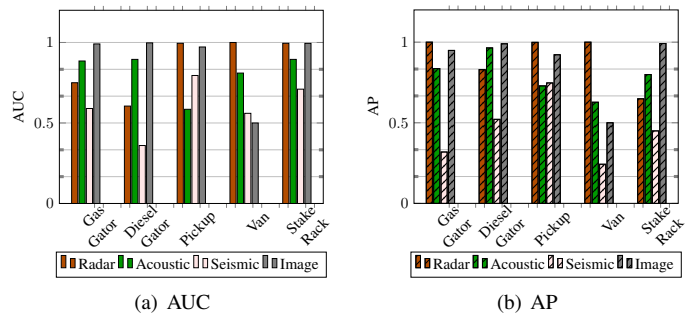 1
0.5
0
AUC
Gas
Gator
Diesel
Gator
Pickup
Van
Stake
Rack
Radar Acoustic Seismic Image
(a) AUC
1
0.5
0
AP
Gas
Gator
Diesel
Gator
Pickup
Van
Stake
Rack
Radar Acoustic Seismic Image
(b) AP